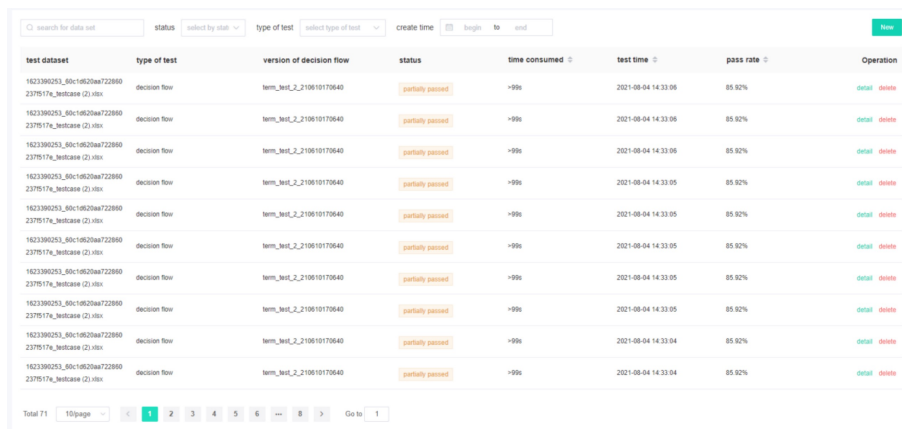 search for data set status select by stat type of test select type of test create time begin to end New
test dataset type of test version of decision flow status time consumed test time pass rate Operation
1623390253_60c1d620aa722860
237f517e_testcase (2).xlsx decision flow term_test_2_210610170640 partially passed >99s 2021-08-04 14:33:06 85.92% detail delete
1623390253_60c1d620aa722860
237f517e_testcase (2).xlsx decision flow term_test_2_210610170640 partially passed >99s 2021-08-04 14:33:06 85.92% detail delete
1623390253_60c1d620aa722860
237f517e_testcase (2).xlsx decision flow term_test_2_210610170640 partially passed >99s 2021-08-04 14:33:06 85.92% detail delete
1623390253_60c1d620aa722860
237f517e_testcase (2).xlsx decision flow term_test_2_210610170640 partially passed >99s 2021-08-04 14:33:05 85.92% detail delete
1623390253_60c1d620aa722860
237f517e_testcase (2).xlsx decision flow term_test_2_210610170640 partially passed >99s 2021-08-04 14:33:05 85.92% detail delete
1623390253_60c1d620aa722860
237f517e_testcase (2).xlsx decision flow term_test_2_210610170640 partially passed >99s 2021-08-04 14:33:05 85.92% detail delete
1623390253_60c1d620aa722860
237f517e_testcase (2).xlsx decision flow term_test_2_210610170640 partially passed >99s 2021-08-04 14:33:05 85.92% detail delete
1623390253_60c1d620aa722860
237f517e_testcase (2).xlsx decision flow term_test_2_210610170640 partially passed >99s 2021-08-04 14:33:05 85.92% detail delete
1623390253_60c1d620aa722860
237f517e_testcase (2).xlsx decision flow term_test_2_210610170640 partially passed >99s 2021-08-04 14:33:04 85.92% detail delete
1623390253_60c1d620aa722860
237f517e_testcase (2).xlsx decision flow term_test_2_210610170640 partially passed >99s 2021-08-04 14:33:04 85.92% detail delete
Total 71 10/page < 1 2 3 4 5 6 ••• 8 > Go to 1